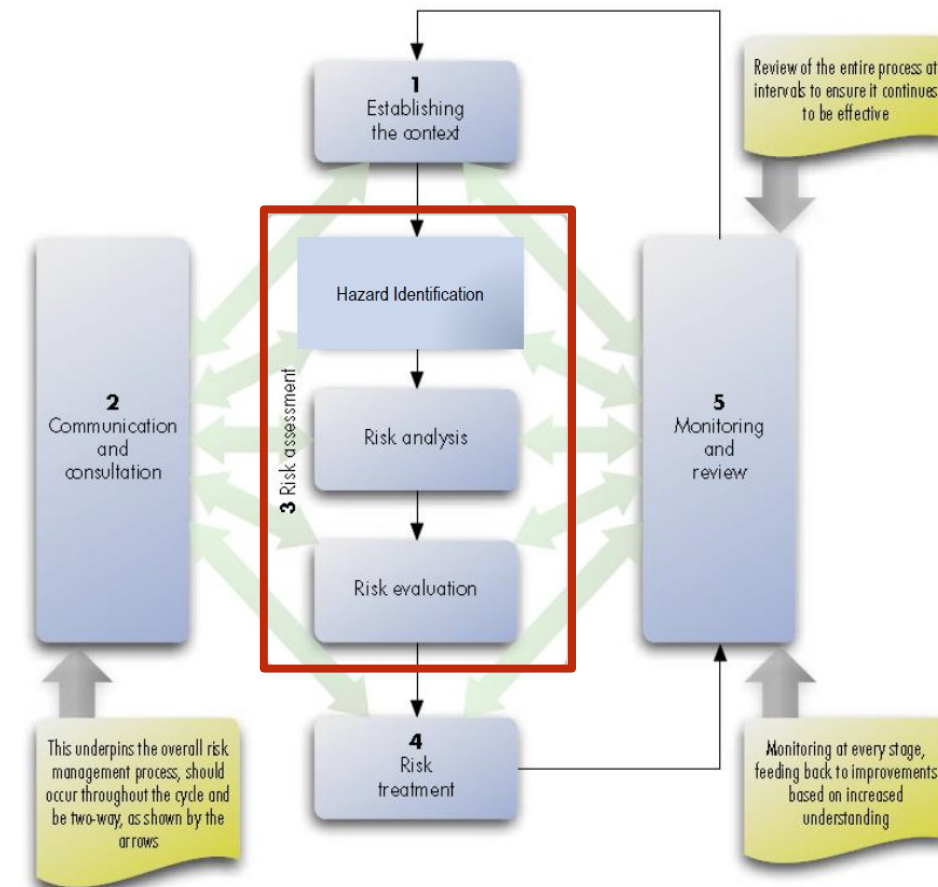 1
Establishing
the context
Review of the entire process at
intervals to ensure it continues
to be effective
2
Communication
and
consultation
3 Risk assessment
Hazard Identification
Risk analysis
Risk evaluation
5
Monitoring
and
review
4
Risk
treatment
This underpins the overall risk
management process, should
occur throughout the cycle and
be two-way, as shown by the
arrows
Monitoring at every stage,
feeding back to improvements
based on increased
understanding